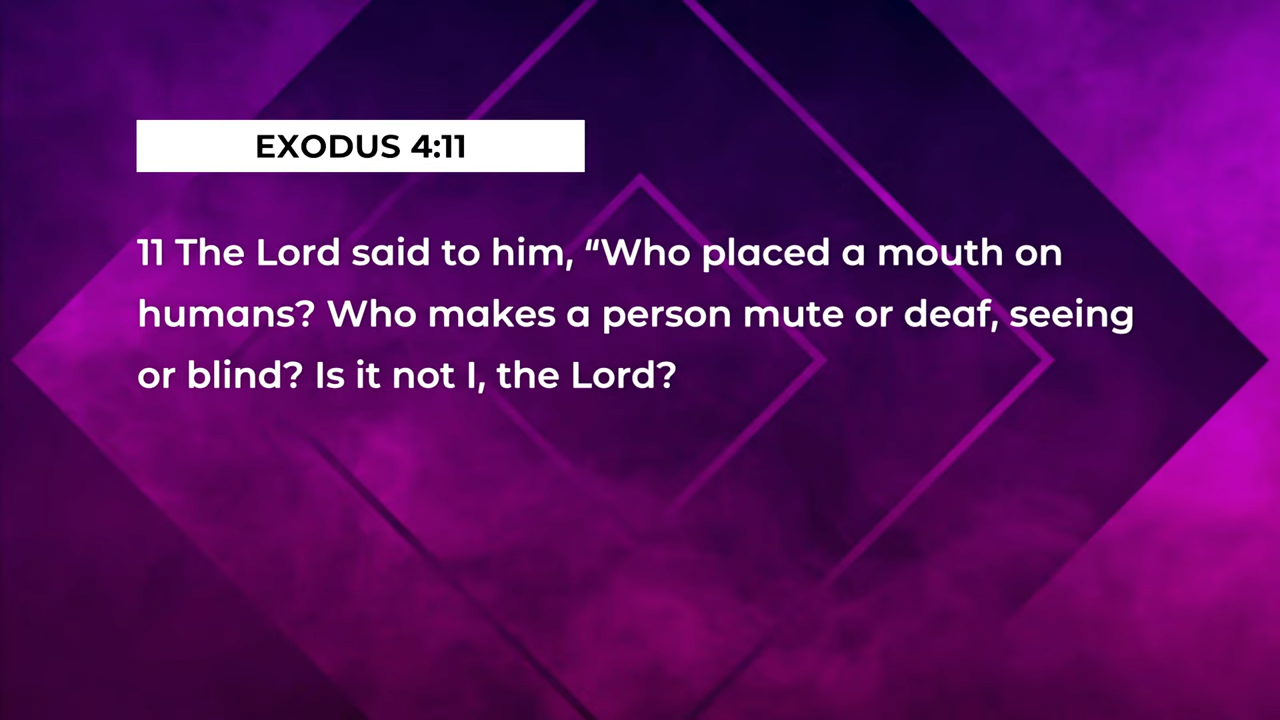 EXODUS 4:11
11 The Lord said to him, “Who placed a mouth on
humans? Who makes a person mute or deaf, seeing
or blind? Is it not I, the Lord?